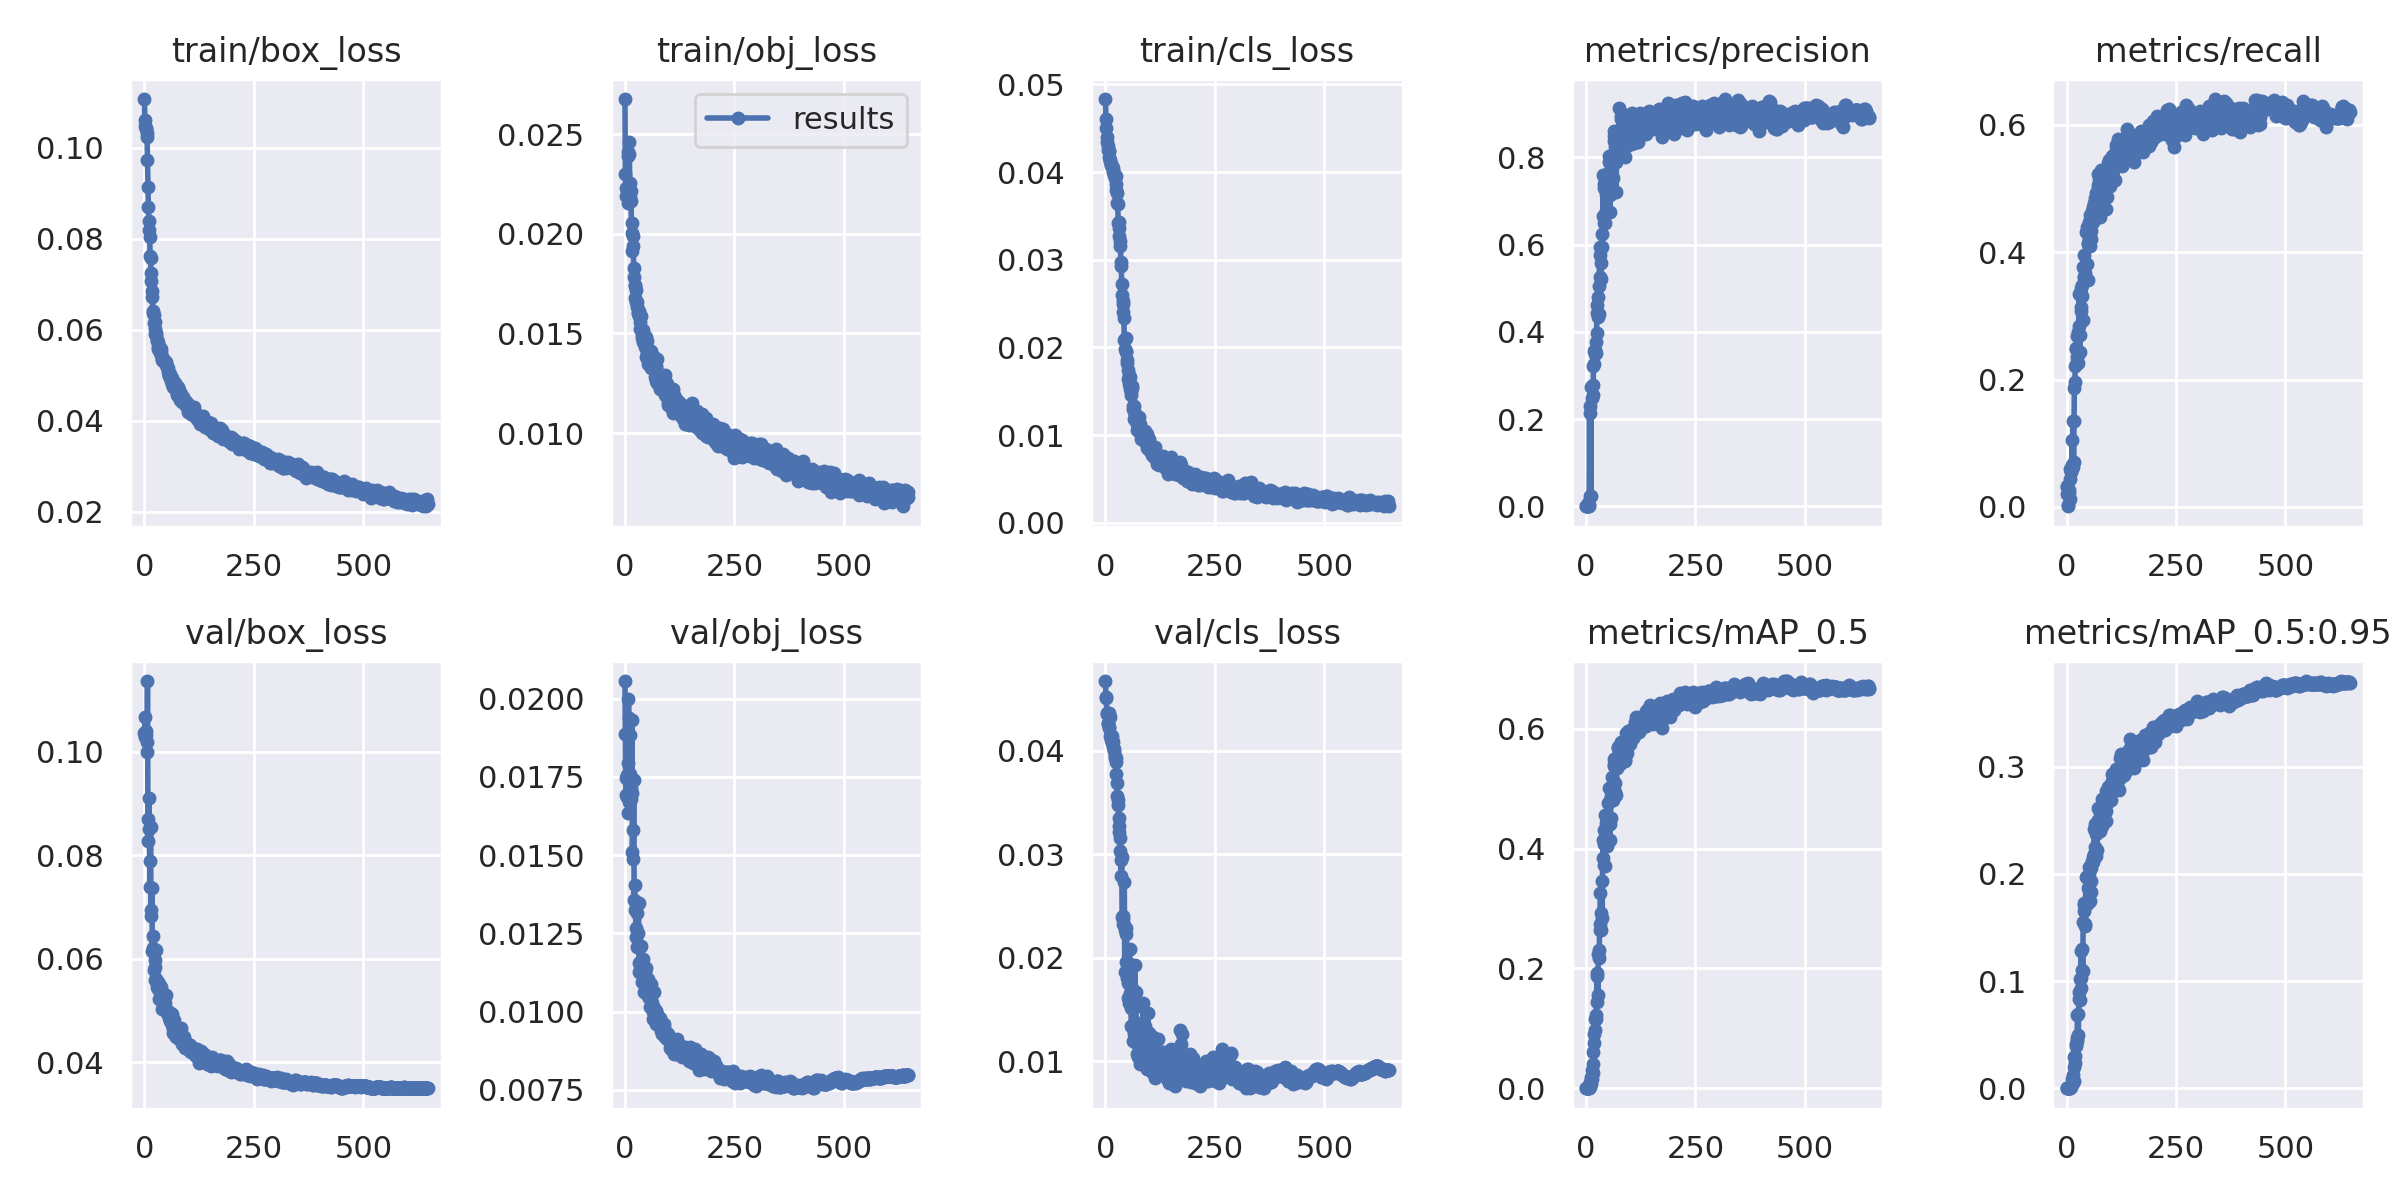 train/box_loss
train/obj_loss
train/cls_loss
metrics/precision
metrics/recall
results
0.10
0.08
0.06
0.04
0.02
0 250 500
0.025
0.020
0.015
0.010
0 250 500
0.05
0.04
0.03
0.02
0.01
0.00
0 250 500
0.8
0.6
0.4
0.2
0.0
0 250 500
0.6
0.4
0.2
0.0
0 250 500
val/box_loss
val/obj_loss
val/cls_loss
metrics/mAP_0.5
metrics/mAP_0.5:0.95
0.10
0.08
0.06
0.04
0 250 500
0.0200
0.0175
0.0150
0.0125
0.0100
0.0075
0 250 500
0.04
0.03
0.02
0.01
0 250 500
0.6
0.4
0.2
0.0
0 250 500
0.3
0.2
0.1
0.0
0 250 500